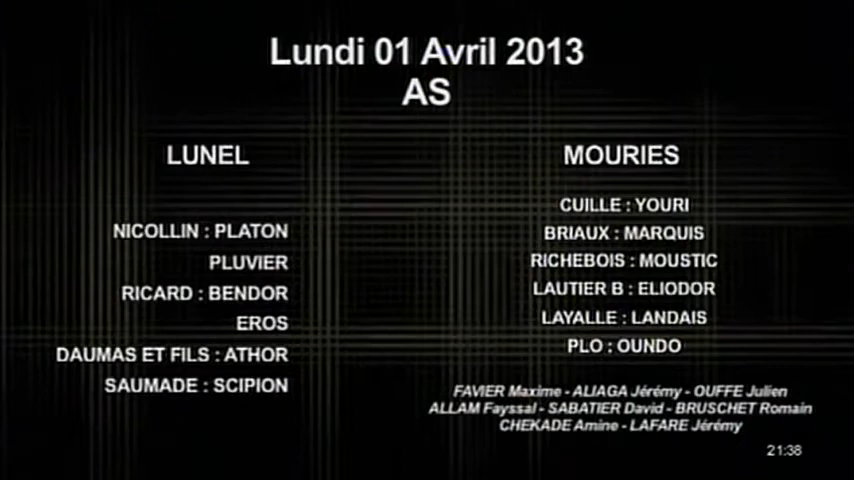 Lundi 01 Avril 2013
AS
LUNEL
NICOLLIN : PLATON
PLUVIER
RICARD : BENDOR
EROS
DAUMAS ET FILS : ATHOR
SAUMADE : SCIPION
MOURIES
CUILLE : YOURI
BRIAUX : MARQUIS
RICHEBOIS : MOUSTIC
LAUTIER B : ELIODOR
LAYALLE : LANDAIS
PLO : OUNDO
FAVIER Maxime - ALIAGA Jérémy - OUFFE Julien
ALLAM Fayssal - SABATIER David - BRUSCHET Romain
CHEKADE Amine - LAFARE Jérémy
21:38